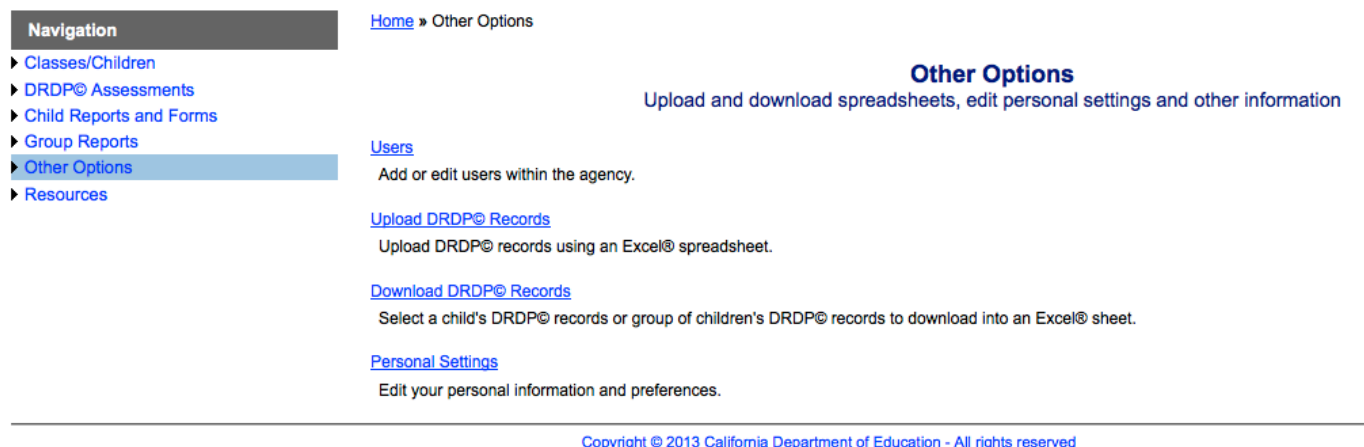 Navigation
Classes/Children
DRDP© Assessments
Child Reports and Forms
Group Reports
Other Options
Resources
Home » Other Options
Other Options
Upload and download spreadsheets, edit personal settings and other information
Users
Add or edit users within the agency.
Upload DRDP© Records
Upload DRDP© records using an Excel® spreadsheet.
Download DRDP© Records
Select a child's DRDP© records or group of children's DRDP© records to download into an Excel® sheet.
Personal Settings
Edit your personal information and preferences.
Copyright © 2013 California Department of Education - All rights reserved